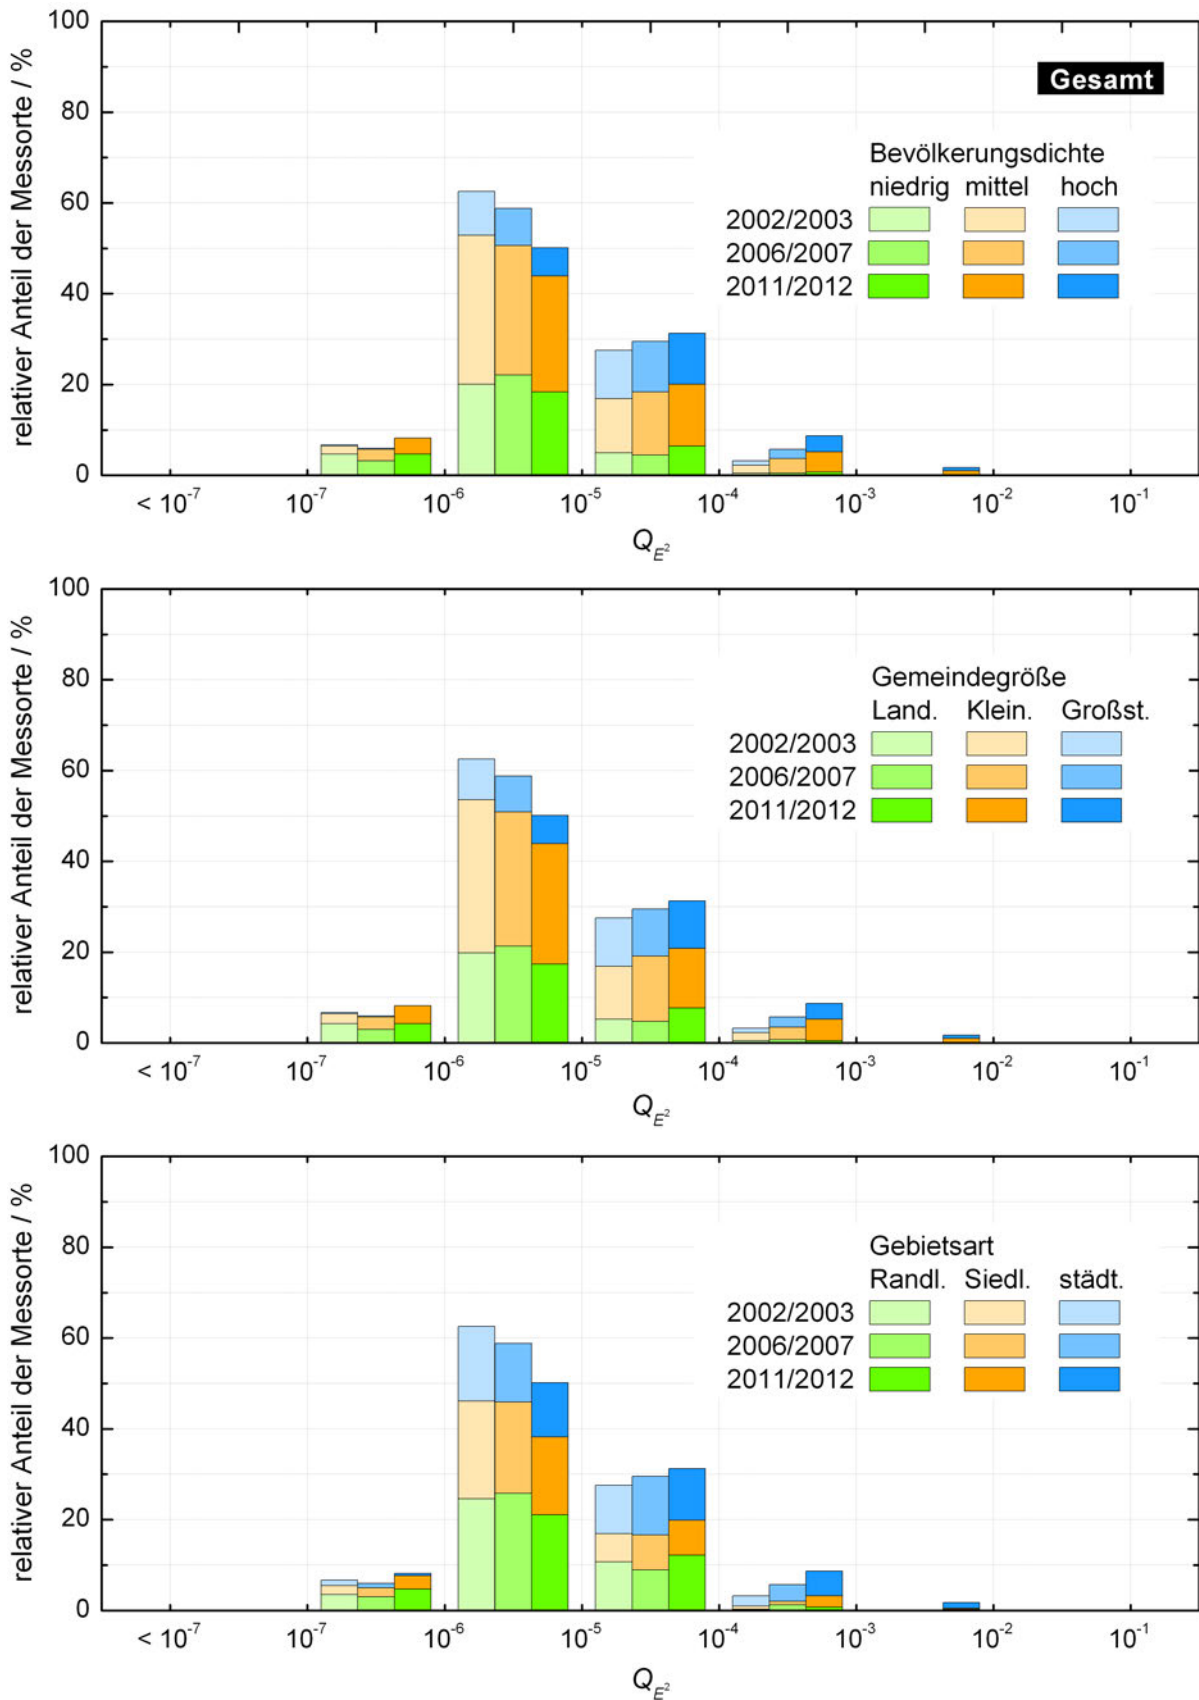 Gesamt
relativer Anteil der Messorte / %
100
80
60
40
20
0
Bevölkerungsdichte
niedrig mittel hoch
2002/2003
2006/2007
2011/2012
< 10⁻⁷ 10⁻⁷ 10⁻⁶ 10⁻⁵ 10⁻⁴ 10⁻³ 10⁻² 10⁻¹
Q_E²
relativer Anteil der Messorte / %
100
80
60
40
20
0
Gemeindegröße
Land. Klein. Großst.
2002/2003
2006/2007
2011/2012
< 10⁻⁷ 10⁻⁷ 10⁻⁶ 10⁻⁵ 10⁻⁴ 10⁻³ 10⁻² 10⁻¹
Q_E²
relativer Anteil der Messorte / %
100
80
60
40
20
0
Gebietsart
Randl. Siedl. städt.
2002/2003
2006/2007
2011/2012
< 10⁻⁷ 10⁻⁷ 10⁻⁶ 10⁻⁵ 10⁻⁴ 10⁻³ 10⁻² 10⁻¹
Q_E²